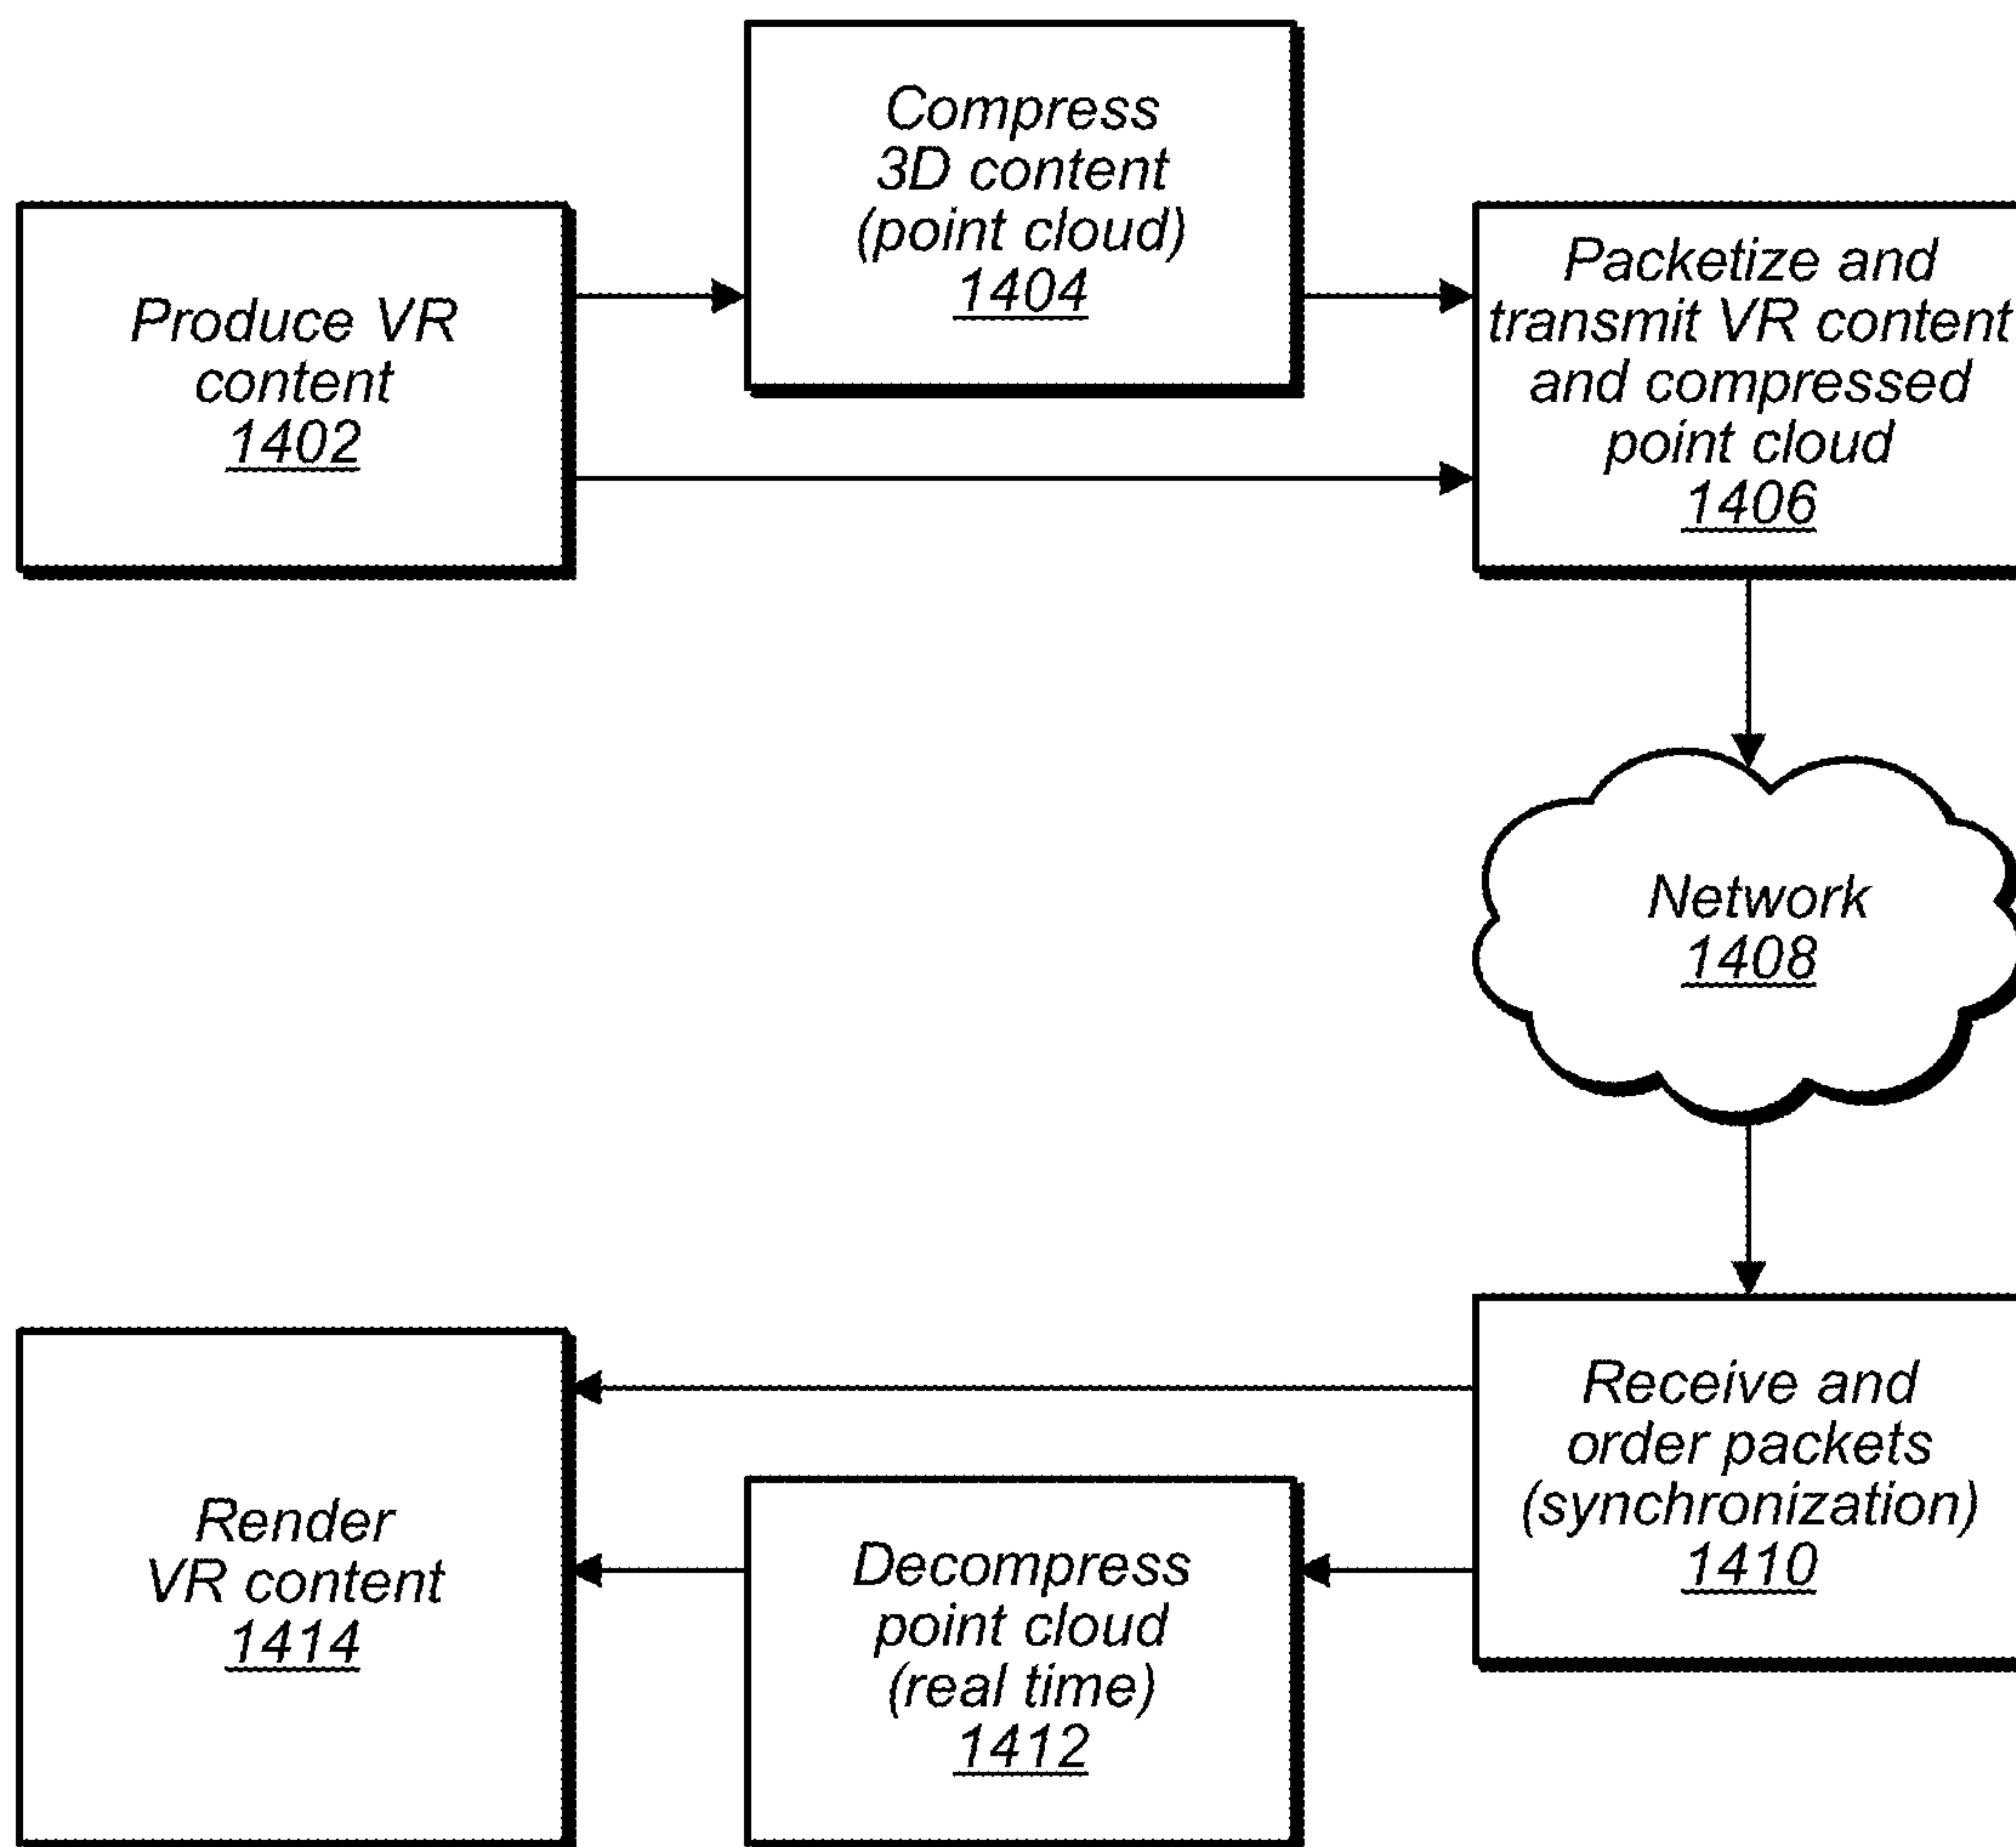 Produce VR
content
1402
Compress
3D content
(point cloud)
1404
Packetize and
transmit VR content
and compressed
point cloud
1406
Network
1408
Receive and
order packets
(synchronization)
1410
Decompress
point cloud
(real time)
1412
Render
VR content
1414